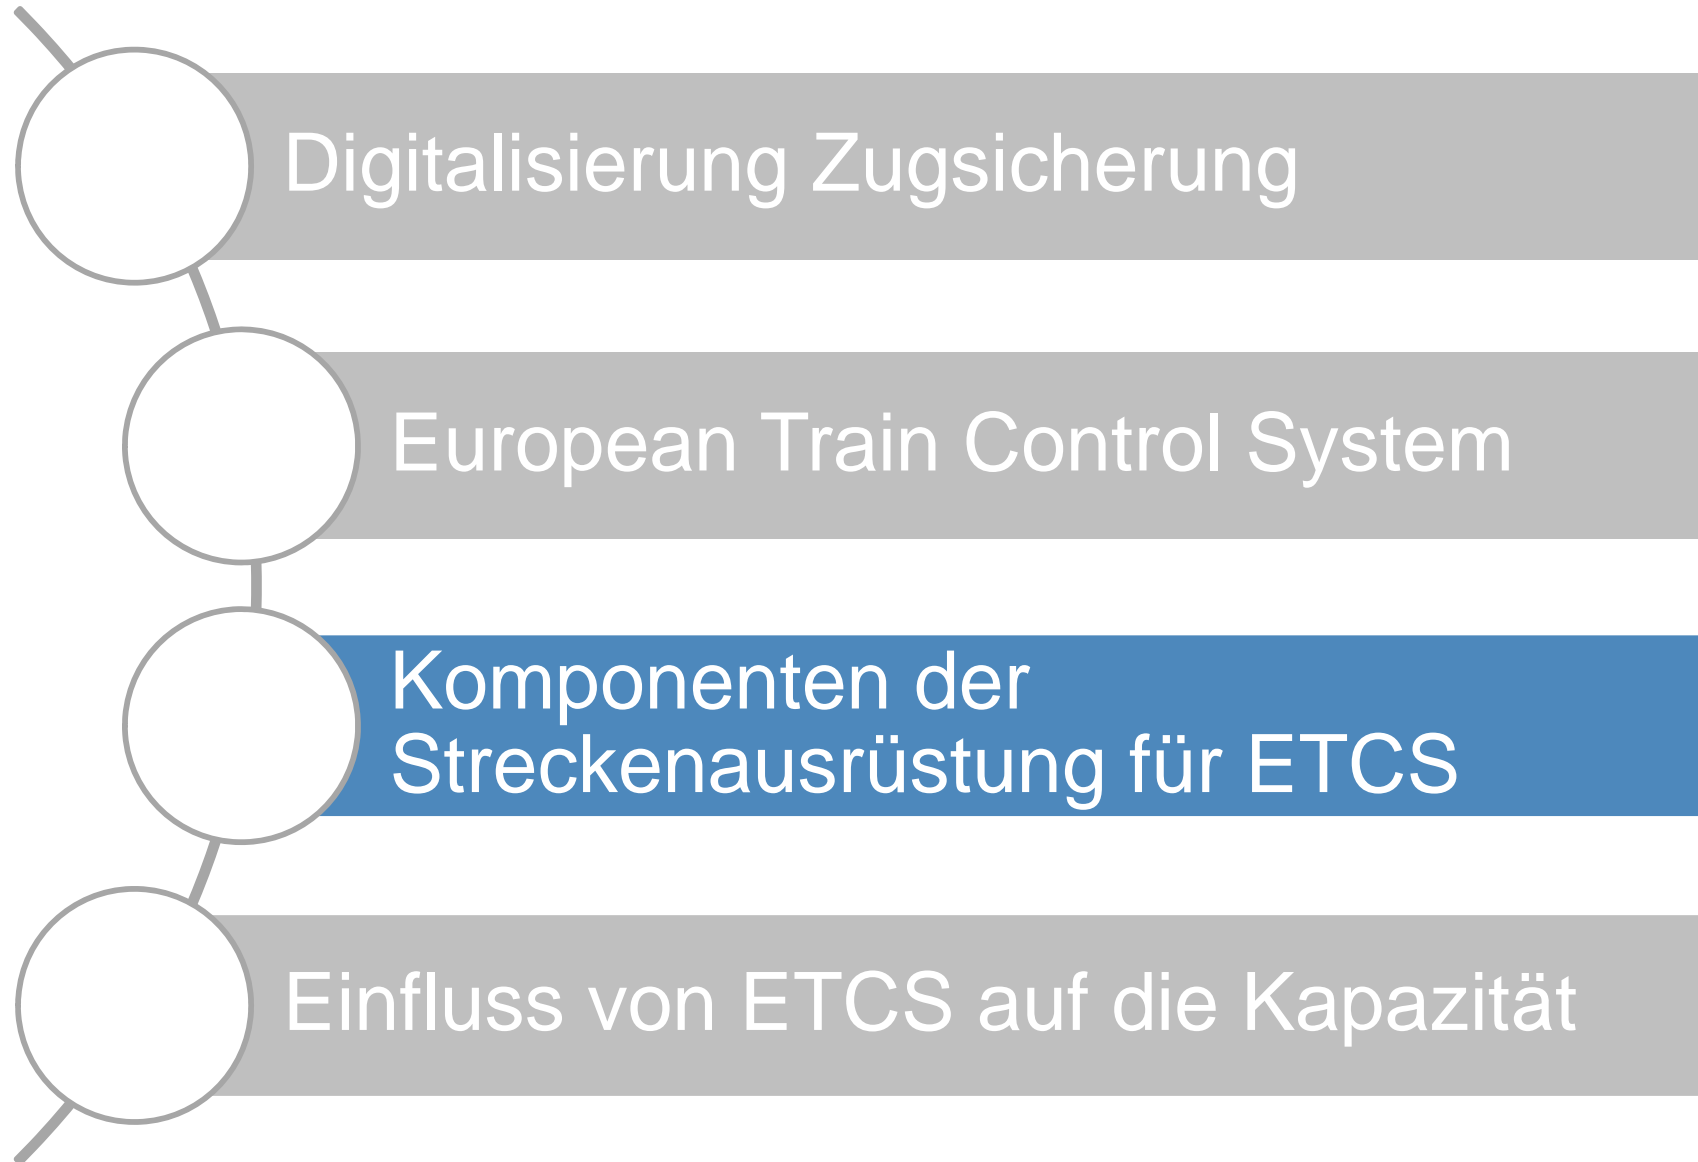 Digitalisierung Zugsicherung
European Train Control System
Komponenten der
Streckenausrüstung für ETCS
Einfluss von ETCS auf die Kapazität